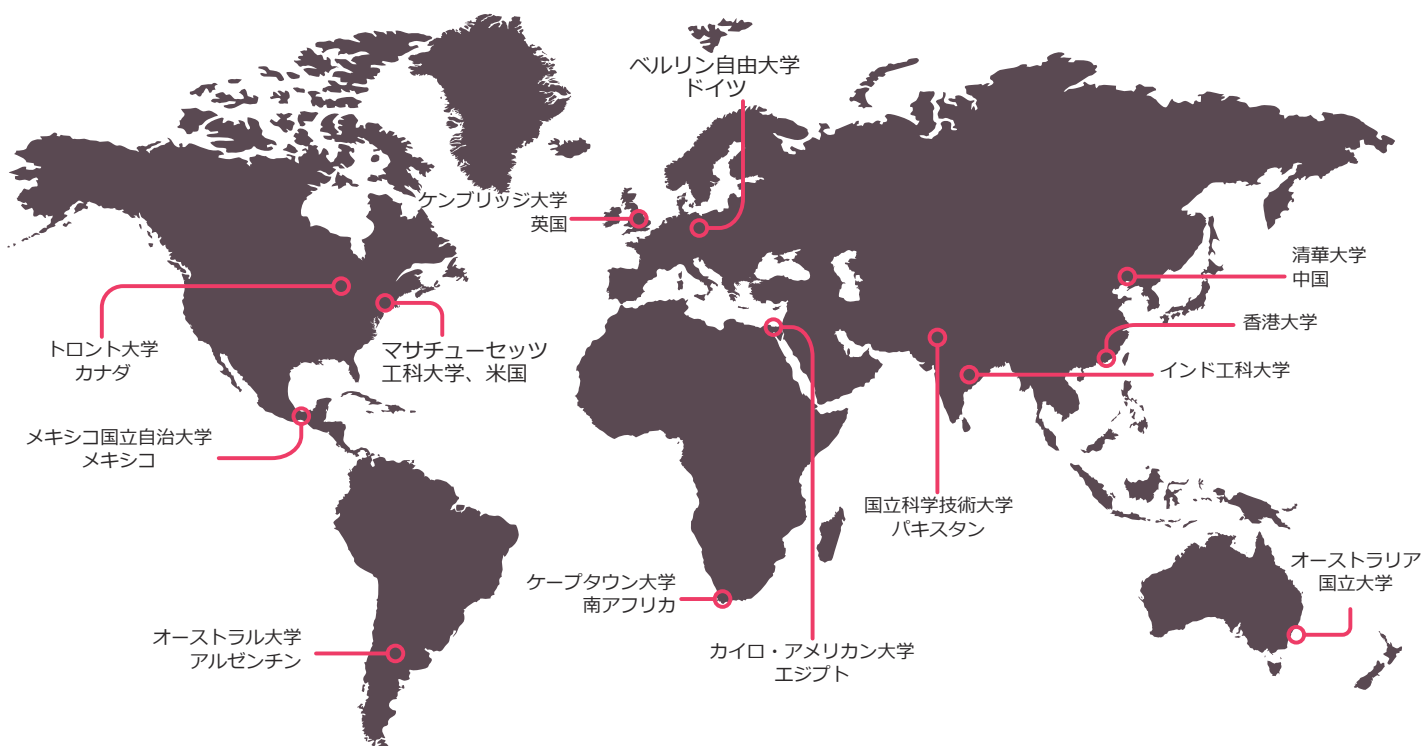 ベルリン自由大学
ドイツ
ケンブリッジ大学
英国
清華大学
中国
香港大学
トロント大学
カナダ
マサチューセッツ
工科大学、米国
インド工科大学
メキシコ国立自治大学
メキシコ
国立科学技術大学
パキスタン
オーストラリア
国立大学
ケープタウン大学
南アフリカ
オーストラル大学
アルゼンチン
カイロ・アメリカン大学
エジプト